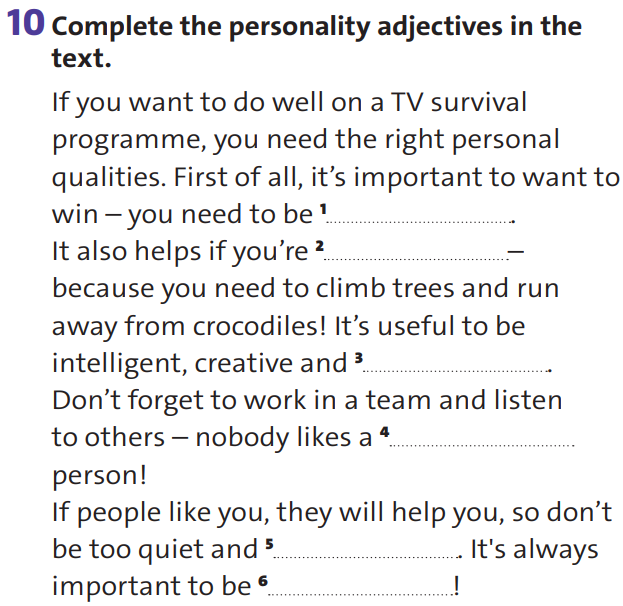 10 Complete the personality adjectives in the
text.
If you want to do well on a TV survival
programme, you need the right personal
qualities. First of all, it's important to want to
win – you need to be 1 .
It also helps if you're 2 –
because you need to climb trees and run
away from crocodiles! It's useful to be
intelligent, creative and 3 .
Don't forget to work in a team and listen
to others – nobody likes a 4
person!
If people like you, they will help you, so don't
be too quiet and 5 . It's always
important to be 6 !